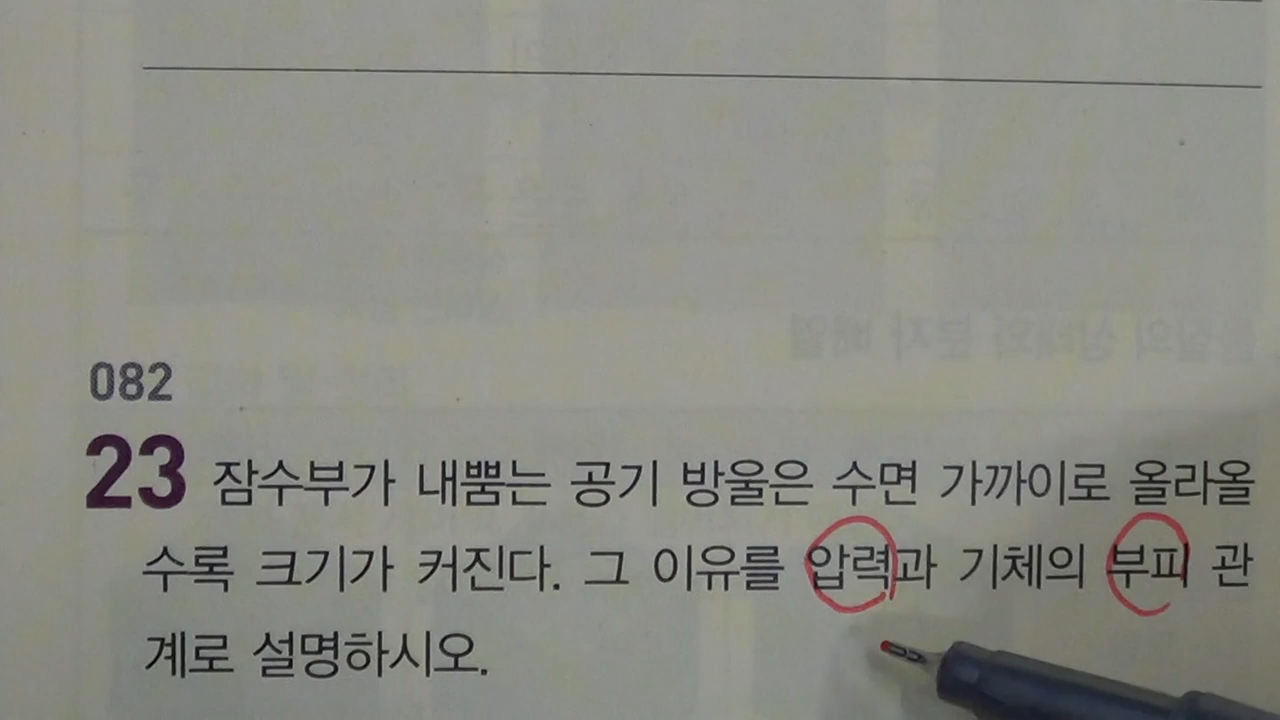 082
23 잠수부가 내뿜는 공기 방울은 수면 가까이로 올라올
수록 크기가 커진다. 그 이유를 압력과 기체의 부피 관
계로 설명하시오.